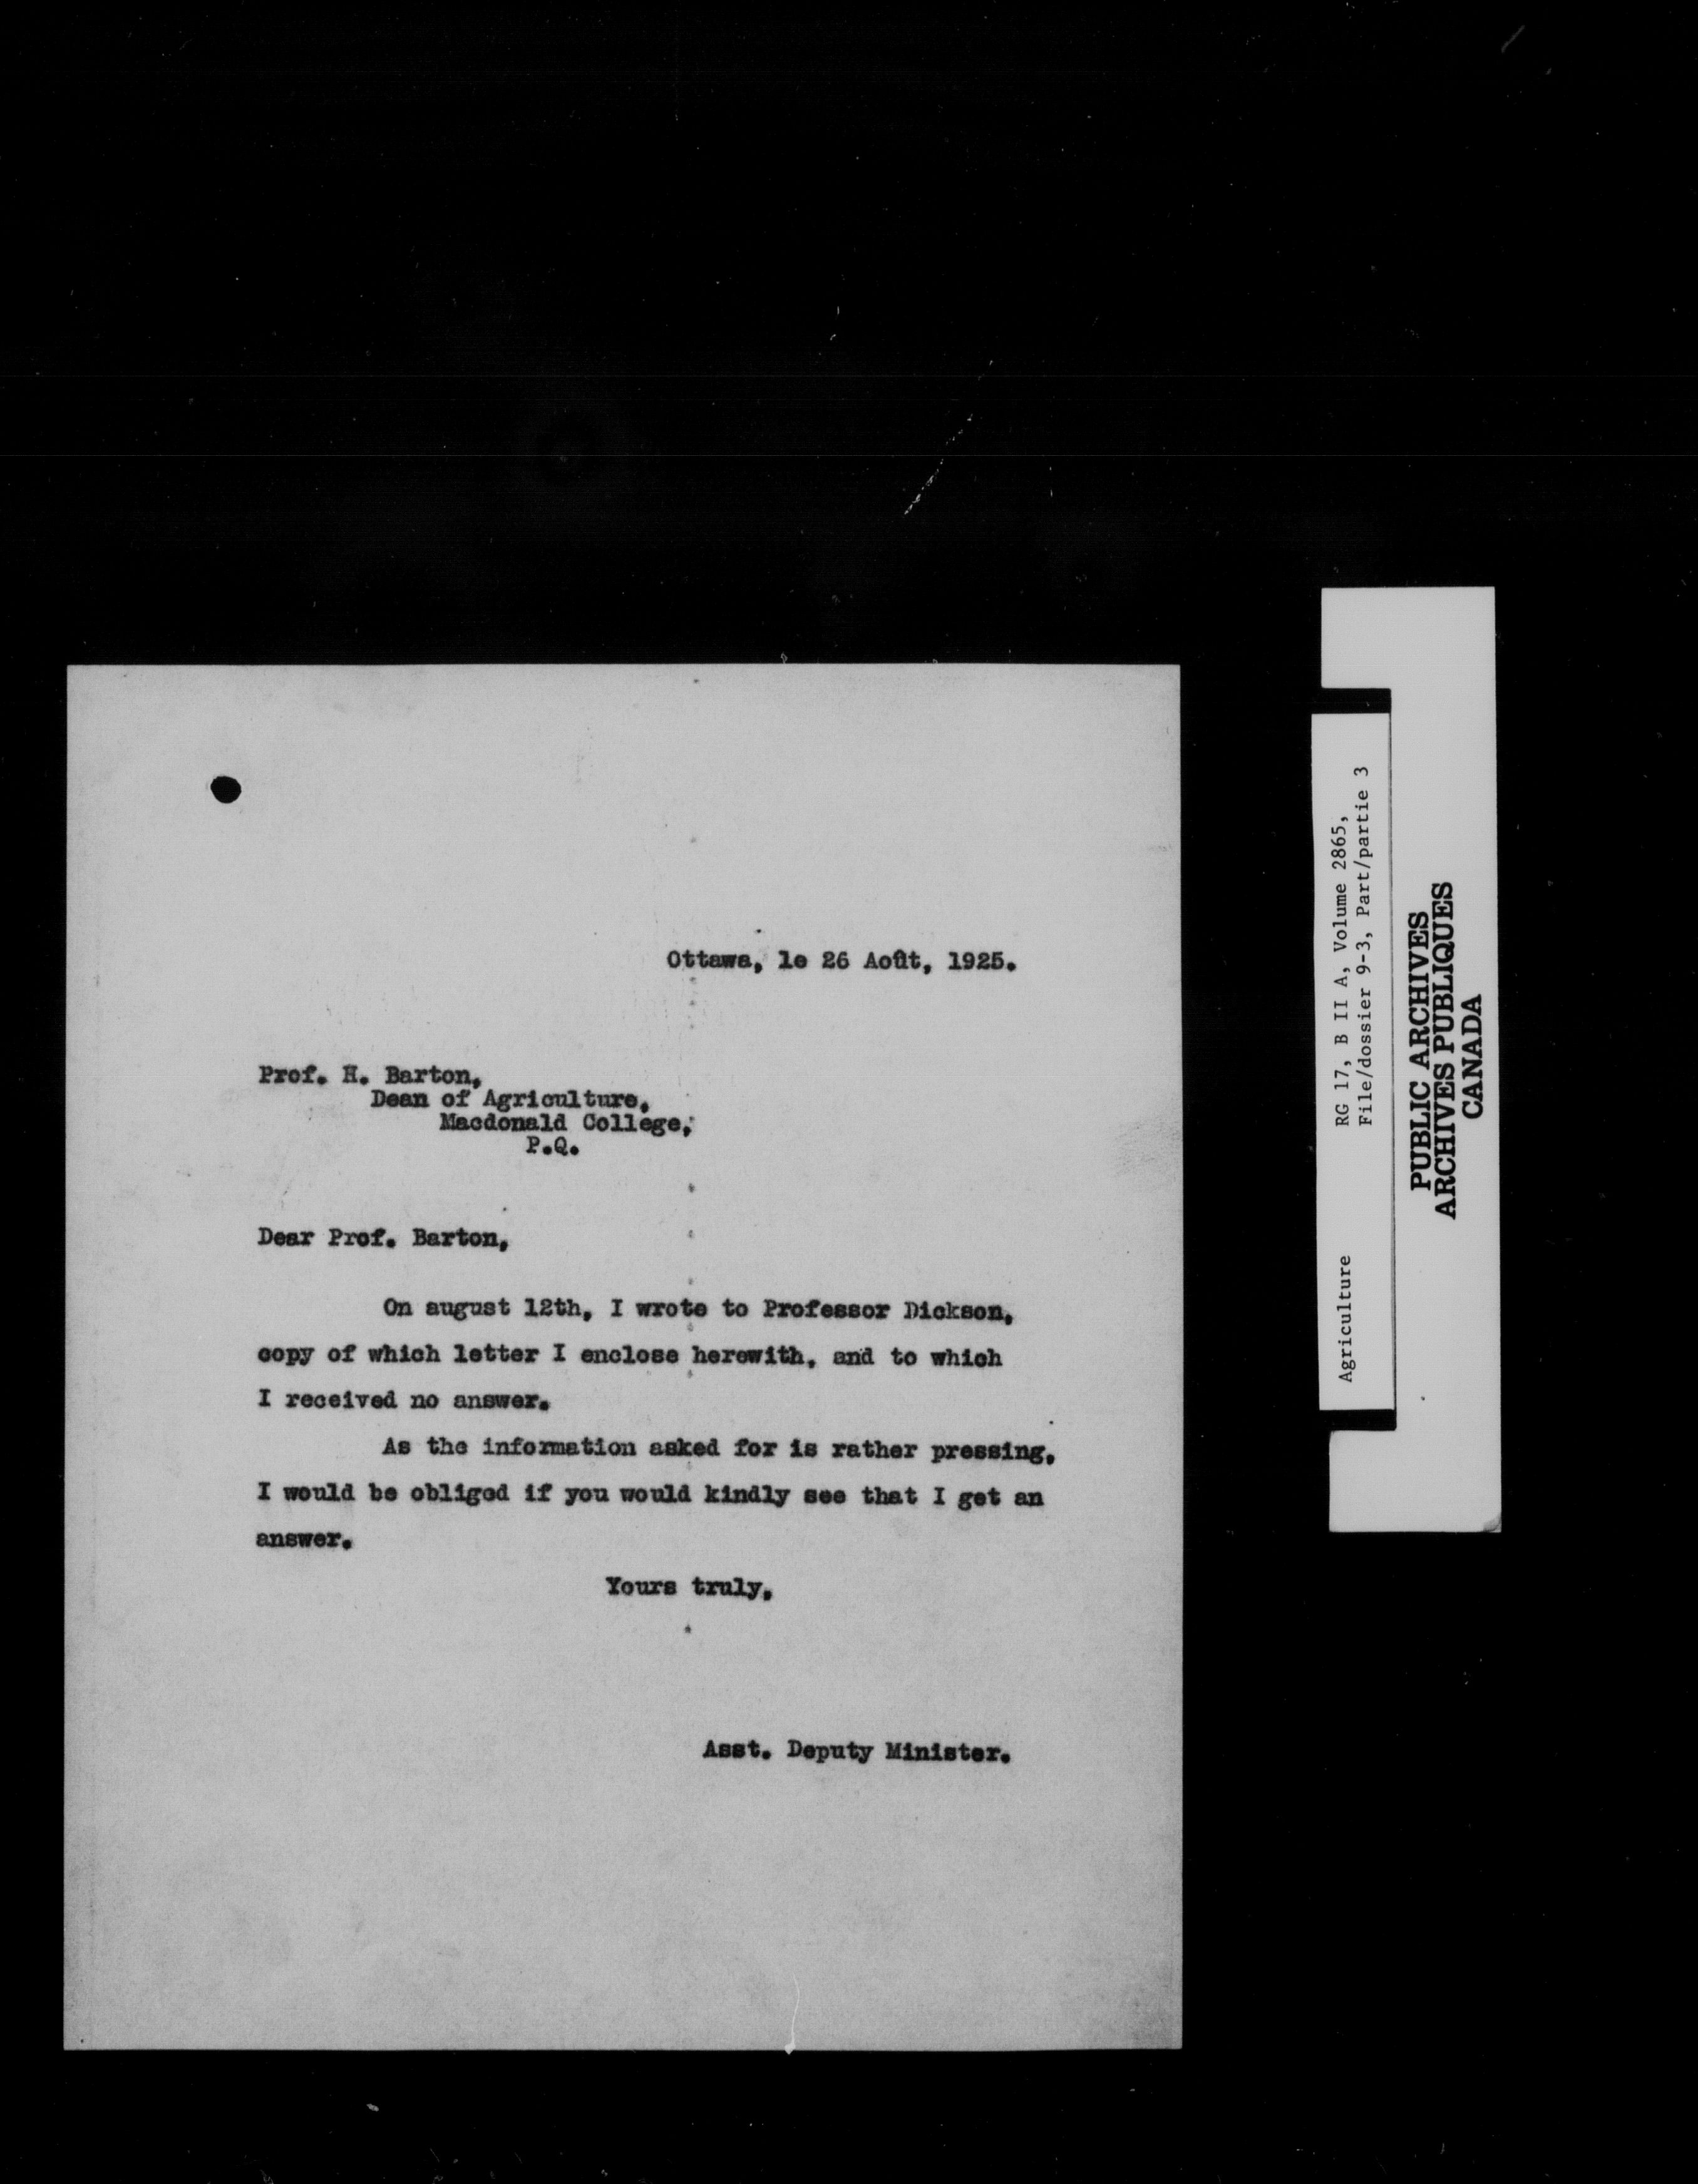 Ottawa, le 26 Août, 1925.
Prof. H. Barton,
Dean of Agriculture,
Macdonald College,
P.Q.
Dear Prof. Barton,
On august 12th, I wrote to Professor Dickson,
copy of which letter I enclose herewith, and to which
I received no answer.
As the information asked for is rather pressing,
I would be obliged if you would kindly see that I get an
answer.
Yours truly,
Asst. Deputy Minister.
Agriculture RG 17, B II A, Volume 2865,
File/dossier 9-3, Part/partie 3
PUBLIC ARCHIVES
ARCHIVES PUBLIQUES
CANADA